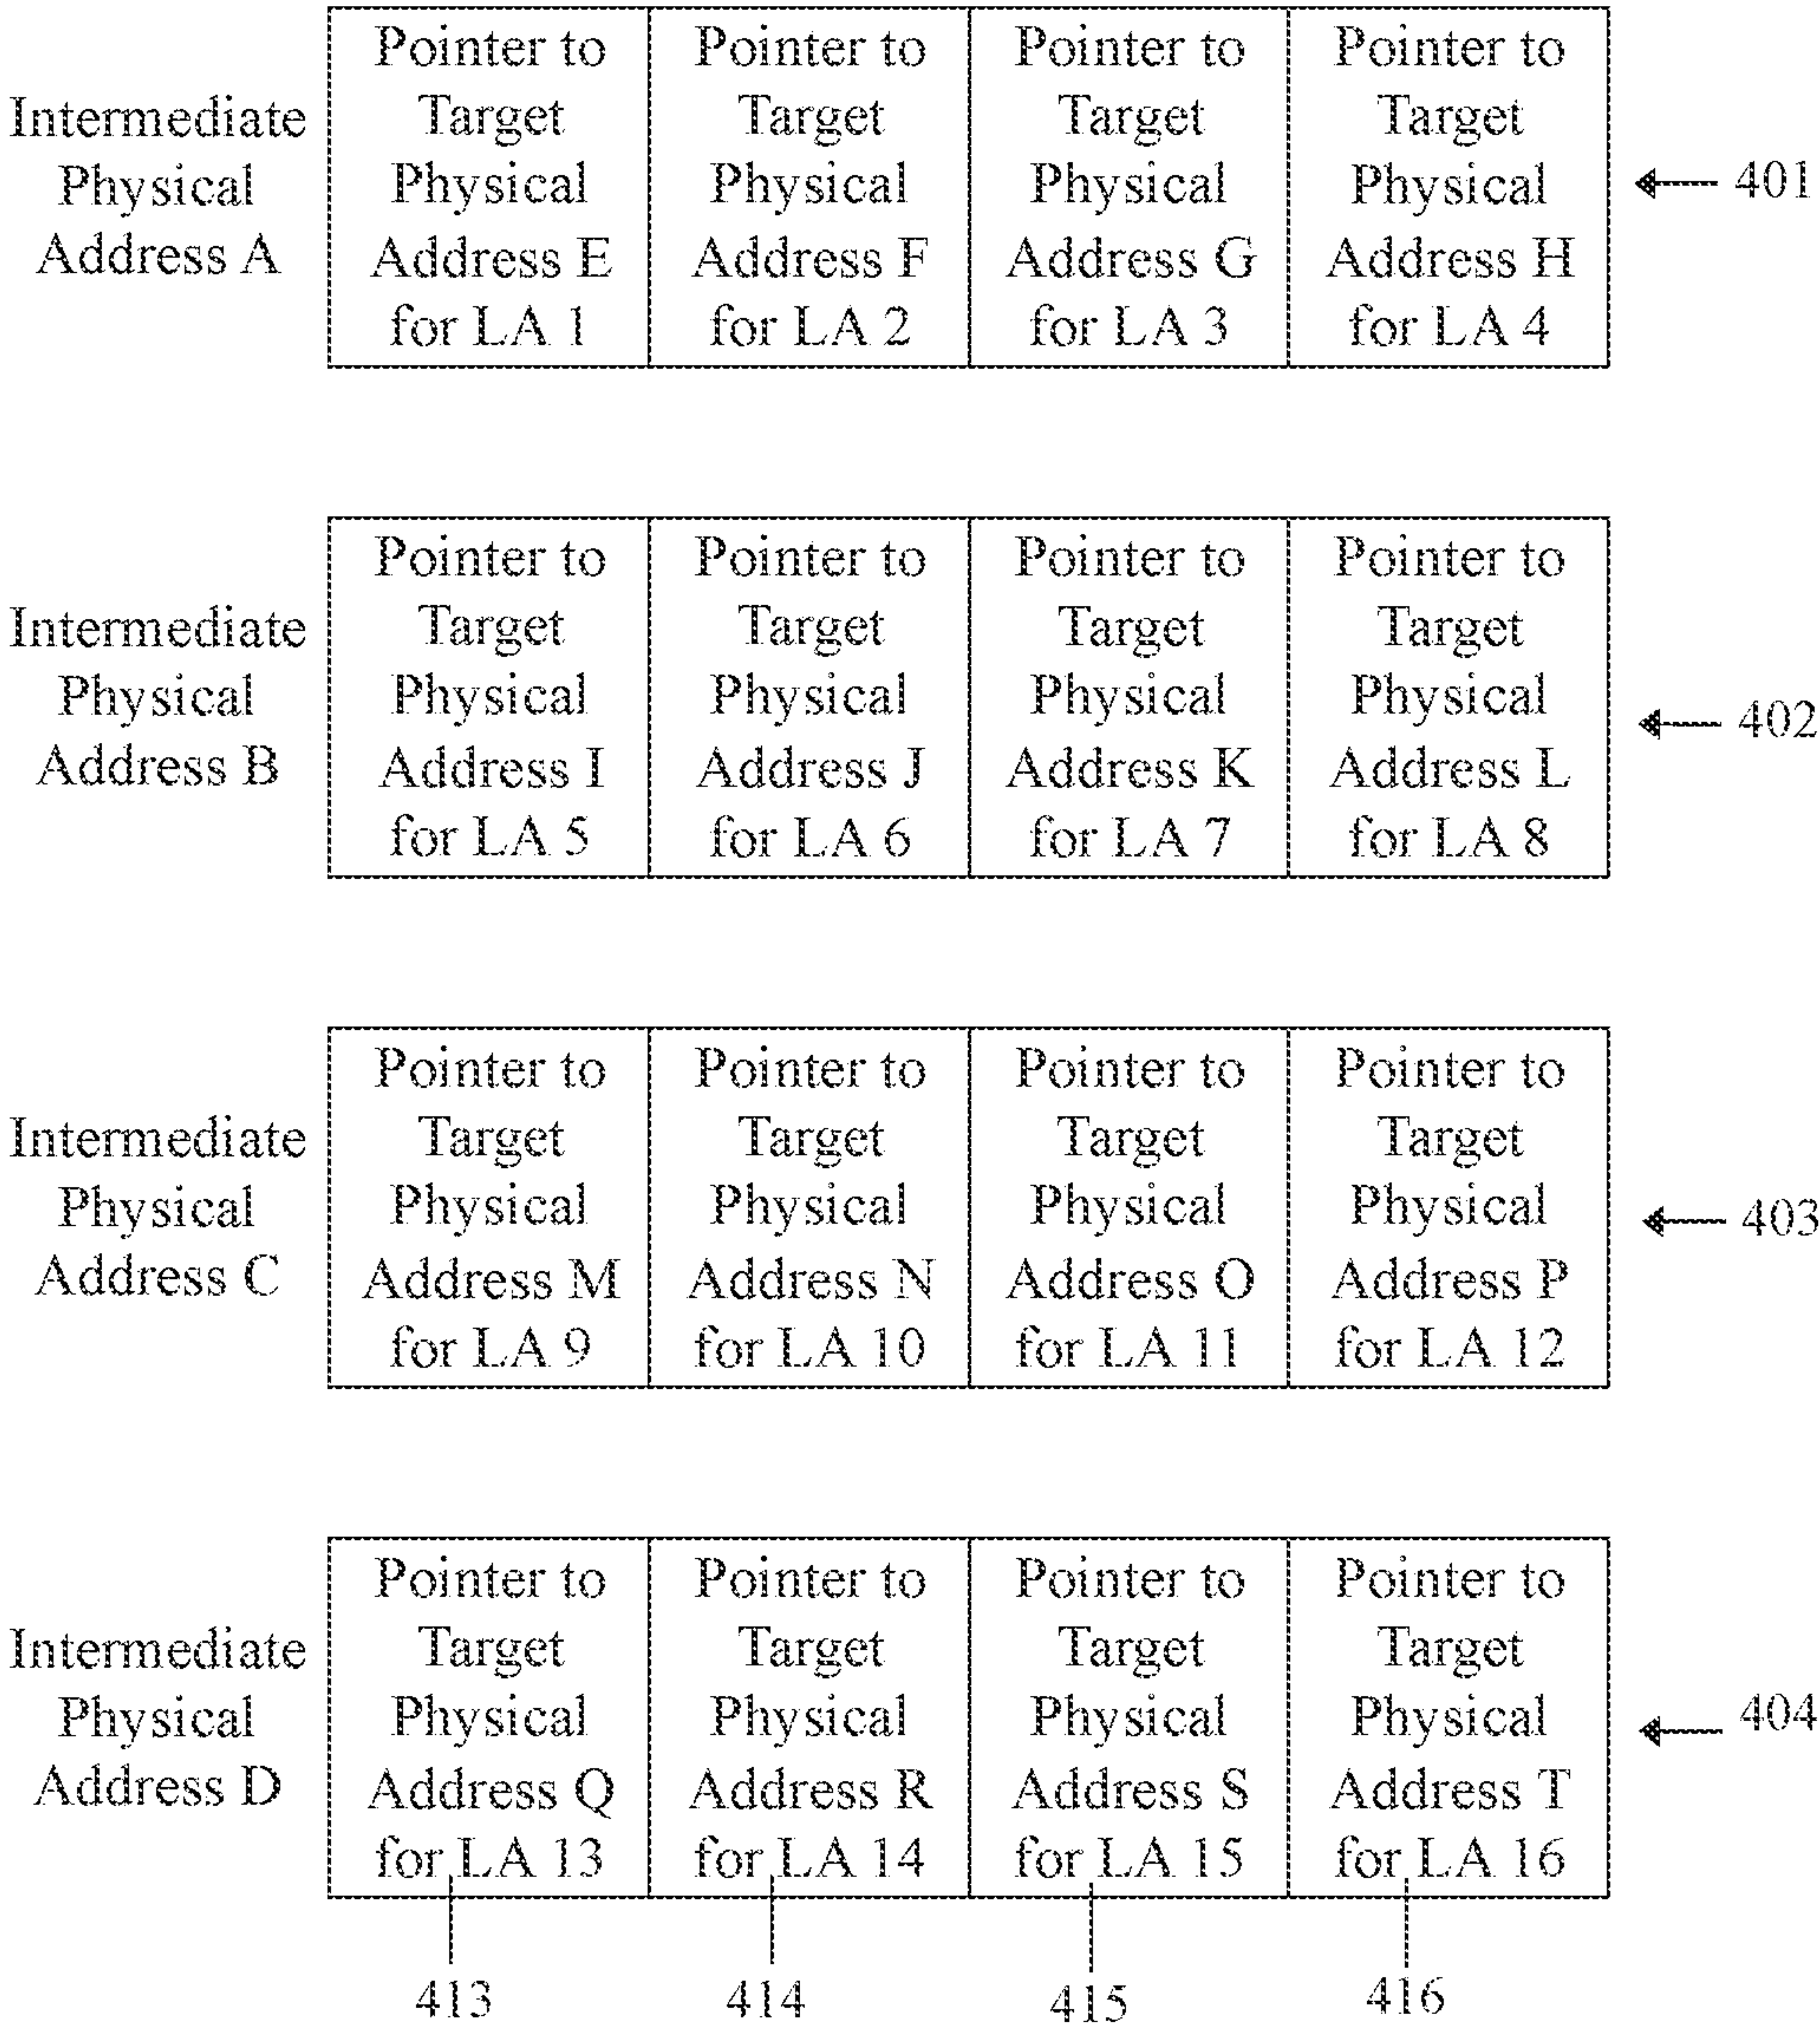 Intermediate
Physical
Address A
Pointer to
Target
Physical
Address E
for LA 1
Pointer to
Target
Physical
Address F
for LA 2
Pointer to
Target
Physical
Address G
for LA 3
Pointer to
Target
Physical
Address H
for LA 4
401
Intermediate
Physical
Address B
Pointer to
Target
Physical
Address I
for LA 5
Pointer to
Target
Physical
Address J
for LA 6
Pointer to
Target
Physical
Address K
for LA 7
Pointer to
Target
Physical
Address L
for LA 8
402
Intermediate
Physical
Address C
Pointer to
Target
Physical
Address M
for LA 9
Pointer to
Target
Physical
Address N
for LA 10
Pointer to
Target
Physical
Address O
for LA 11
Pointer to
Target
Physical
Address P
for LA 12
403
Intermediate
Physical
Address D
Pointer to
Target
Physical
Address Q
for LA 13
Pointer to
Target
Physical
Address R
for LA 14
Pointer to
Target
Physical
Address S
for LA 15
Pointer to
Target
Physical
Address T
for LA 16
404
413
414
415
416